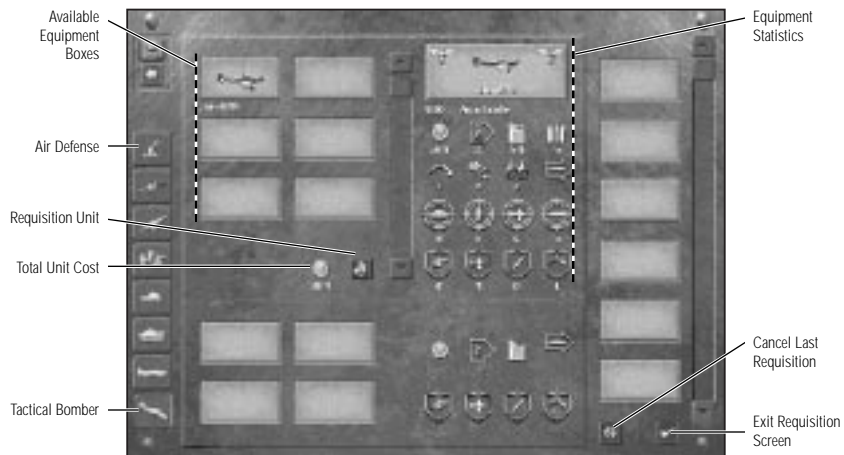 Available
Equipment
Boxes
Air Defense
Requisition Unit
Total Unit Cost
Tactical Bomber
Equipment
Statistics
Cancel Last
Requisition
Exit Requisition
Screen